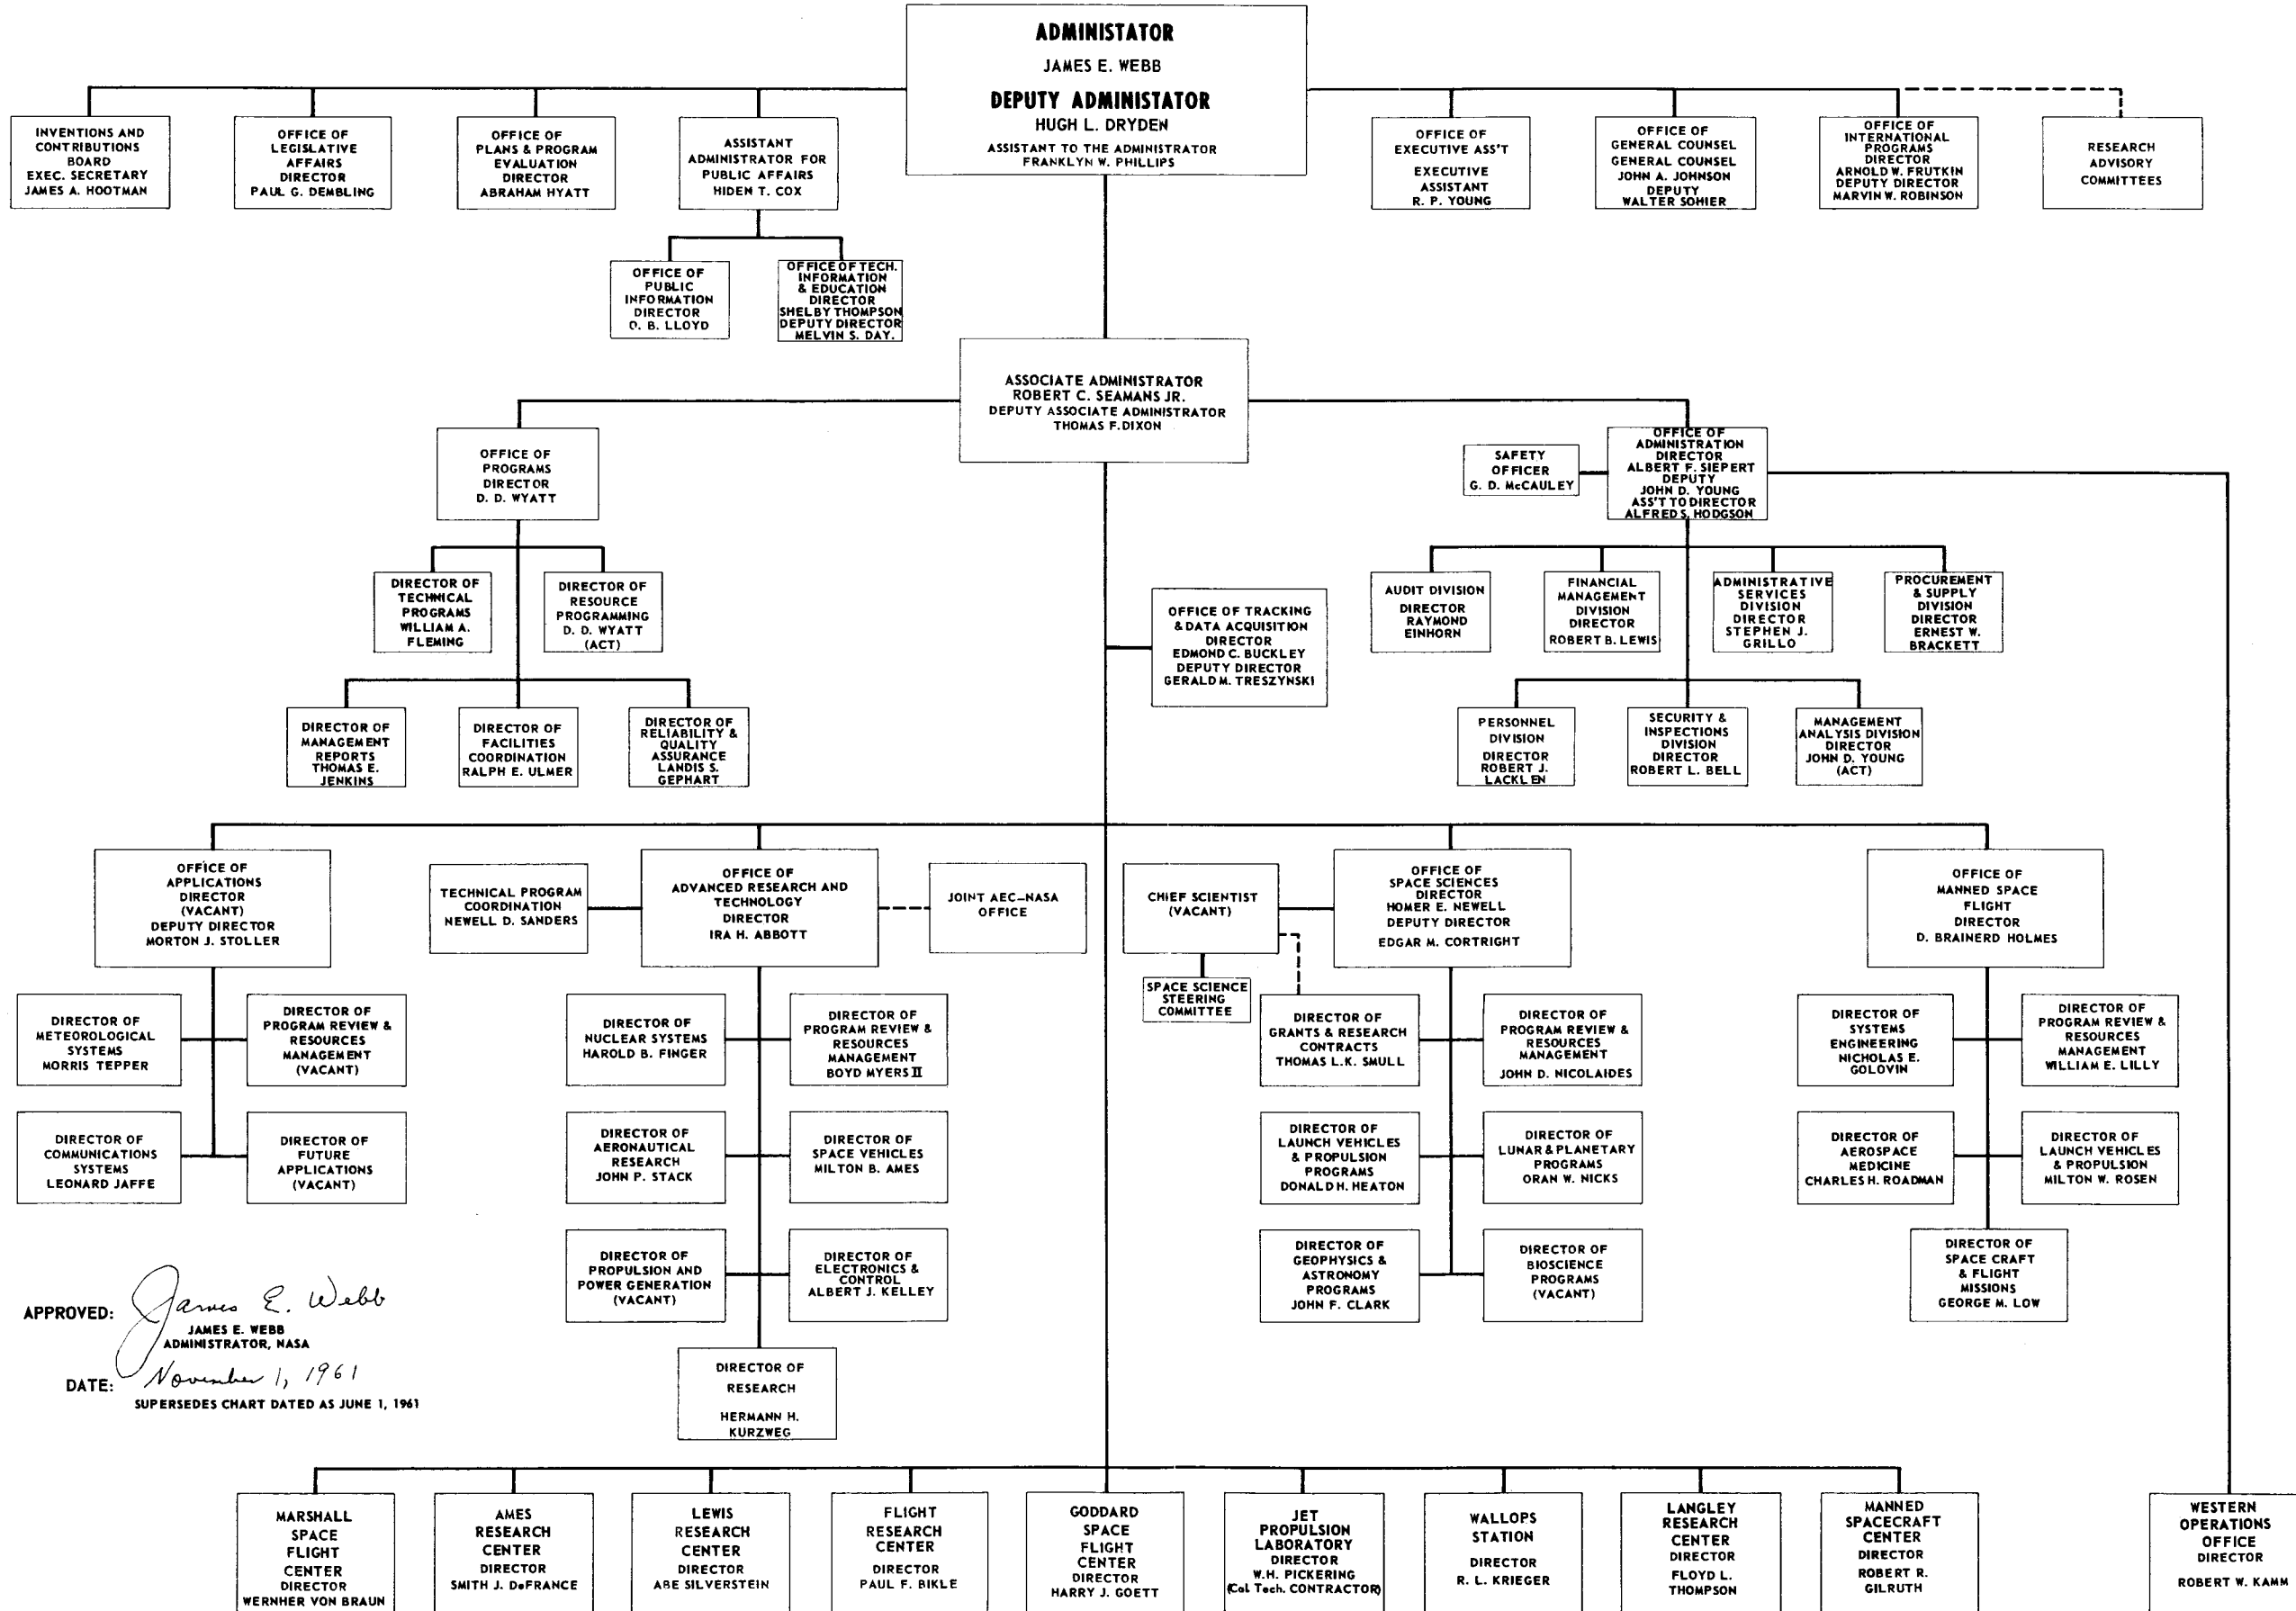 ADMINISTATOR
JAMES E. WEBB
DEPUTY ADMINISTATOR
HUGH L. DRYDEN
ASSISTANT TO THE ADMINISTRATOR
FRANKLYN W. PHILLIPS
INVENTIONS AND
CONTRIBUTIONS
BOARD
EXEC. SECRETARY
JAMES A. HOOTMAN
OFFICE OF
LEGISLATIVE
AFFAIRS
DIRECTOR
PAUL G. DEMBLING
OFFICE OF
PLANS & PROGRAM
EVALUATION
DIRECTOR
ABRAHAM HYATT
ASSISTANT
ADMINISTRATOR FOR
PUBLIC AFFAIRS
HIDEN T. COX
OFFICE OF
EXECUTIVE ASS'T
EXECUTIVE
ASSISTANT
R. P. YOUNG
OFFICE OF
GENERAL COUNSEL
GENERAL COUNSEL
JOHN A. JOHNSON
DEPUTY
WALTER SOHIER
OFFICE OF
INTERNATIONAL
PROGRAMS
DIRECTOR
ARNOLD W. FRUTKIN
DEPUTY DIRECTOR
MARVIN W. ROBINSON
RESEARCH
ADVISORY
COMMITTEES
OFFICE OF
PUBLIC
INFORMATION
DIRECTOR
O. B. LLOYD
OFFICE OF TECH.
INFORMATION
& EDUCATION
DIRECTOR
SHELBY THOMPSON
DEPUTY DIRECTOR
MELVIN S. DAY.
ASSOCIATE ADMINISTRATOR
ROBERT C. SEAMANS JR.
DEPUTY ASSOCIATE ADMINISTRATOR
THOMAS F. DIXON
OFFICE OF
PROGRAMS
DIRECTOR
D. D. WYATT
SAFETY
OFFICER
G. D. McCAULEY
OFFICE OF
ADMINISTRATION
DIRECTOR
ALBERT F. SIEPERT
DEPUTY
JOHN D. YOUNG
ASS'T TO DIRECTOR
ALFRED S. HODGSON
DIRECTOR OF
TECHNICAL
PROGRAMS
WILLIAM A.
FLEMING
DIRECTOR OF
RESOURCE
PROGRAMMING
D. D. WYATT
(ACT)
OFFICE OF TRACKING
& DATA ACQUISITION
DIRECTOR
EDMOND C. BUCKLEY
DEPUTY DIRECTOR
GERALD M. TRESZYNSKI
AUDIT DIVISION
DIRECTOR
RAYMOND
EINHORN
FINANCIAL
MANAGEMENT
DIVISION
DIRECTOR
ROBERT B. LEWIS
ADMINISTRATIVE
SERVICES
DIVISION
DIRECTOR
STEPHEN J.
GRILLO
PROCUREMENT
& SUPPLY
DIVISION
DIRECTOR
ERNEST W.
BRACKETT
DIRECTOR OF
MANAGEMENT
REPORTS
THOMAS E.
JENKINS
DIRECTOR OF
FACILITIES
COORDINATION
RALPH E. ULMER
DIRECTOR OF
RELIABILITY &
QUALITY
ASSURANCE
LANDIS S.
GEPHART
PERSONNEL
DIVISION
DIRECTOR
ROBERT J.
LACKLEN
SECURITY &
INSPECTIONS
DIVISION
DIRECTOR
ROBERT L. BELL
MANAGEMENT
ANALYSIS DIVISION
DIRECTOR
JOHN D. YOUNG
(ACT)
OFFICE OF
APPLICATIONS
DIRECTOR
(VACANT)
DEPUTY DIRECTOR
MORTON J. STOLLER
TECHNICAL PROGRAM
COORDINATION
NEWELL D. SANDERS
OFFICE OF
ADVANCED RESEARCH AND
TECHNOLOGY
DIRECTOR
IRA H. ABBOTT
JOINT AEC-NASA
OFFICE
CHIEF SCIENTIST
(VACANT)
OFFICE OF
SPACE SCIENCES
DIRECTOR
HOMER E. NEWELL
DEPUTY DIRECTOR
EDGAR M. CORTRIGHT
OFFICE OF
MANNED SPACE
FLIGHT
DIRECTOR
D. BRAINERD HOLMES
SPACE SCIENCE
STEERING
COMMITTEE
DIRECTOR OF
METEOROLOGICAL
SYSTEMS
MORRIS TEPPER
DIRECTOR OF
PROGRAM REVIEW &
RESOURCES
MANAGEMENT
(VACANT)
DIRECTOR OF
NUCLEAR SYSTEMS
HAROLD B. FINGER
DIRECTOR OF
PROGRAM REVIEW &
RESOURCES
MANAGEMENT
BOYD MYERS II
DIRECTOR OF
GRANTS & RESEARCH
CONTRACTS
THOMAS L.K. SMULL
DIRECTOR OF
PROGRAM REVIEW &
RESOURCES
MANAGEMENT
JOHN D. NICOLAIDES
DIRECTOR OF
SYSTEMS
ENGINEERING
NICHOLAS E.
GOLOVIN
DIRECTOR OF
PROGRAM REVIEW &
RESOURCES
MANAGEMENT
WILLIAM E. LILLY
DIRECTOR OF
COMMUNICATIONS
SYSTEMS
LEONARD JAFFE
DIRECTOR OF
FUTURE
APPLICATIONS
(VACANT)
DIRECTOR OF
AERONAUTICAL
RESEARCH
JOHN P. STACK
DIRECTOR OF
SPACE VEHICLES
MILTON B. AMES
DIRECTOR OF
LAUNCH VEHICLES
& PROPULSION
PROGRAMS
DONALD H. HEATON
DIRECTOR OF
LUNAR & PLANETARY
PROGRAMS
ORAN W. NICKS
DIRECTOR OF
AEROSPACE
MEDICINE
CHARLES H. ROADMAN
DIRECTOR OF
LAUNCH VEHICLES
& PROPULSION
MILTON W. ROSEN
DIRECTOR OF
PROPULSION AND
POWER GENERATION
(VACANT)
DIRECTOR OF
ELECTRONICS &
CONTROL
ALBERT J. KELLEY
DIRECTOR OF
GEOPHYSICS &
ASTRONOMY
PROGRAMS
JOHN F. CLARK
DIRECTOR OF
BIOSCIENCE
PROGRAMS
(VACANT)
DIRECTOR OF
SPACE CRAFT
& FLIGHT
MISSIONS
GEORGE M. LOW
APPROVED: James E. Webb
JAMES E. WEBB
ADMINISTRATOR, NASA
DATE: November 1, 1961
SUPERSEDES CHART DATED AS JUNE 1, 1961
DIRECTOR OF
RESEARCH
HERMANN H.
KURZWEG
MARSHALL
SPACE
FLIGHT
CENTER
DIRECTOR
WERNHER VON BRAUN
AMES
RESEARCH
CENTER
DIRECTOR
SMITH J. DeFRANCE
LEWIS
RESEARCH
CENTER
DIRECTOR
ABE SILVERSTEIN
FLIGHT
RESEARCH
CENTER
DIRECTOR
PAUL F. BIKLE
GODDARD
SPACE
FLIGHT
CENTER
DIRECTOR
HARRY J. GOETT
JET
PROPULSION
LABORATORY
DIRECTOR
W.H. PICKERING
(Cal Tech. CONTRACTOR)
WALLOPS
STATION
DIRECTOR
R. L. KRIEGER
LANGLEY
RESEARCH
CENTER
DIRECTOR
FLOYD L.
THOMPSON
MANNED
SPACECRAFT
CENTER
DIRECTOR
ROBERT R.
GILRUTH
WESTERN
OPERATIONS
OFFICE
DIRECTOR
ROBERT W. KAMM